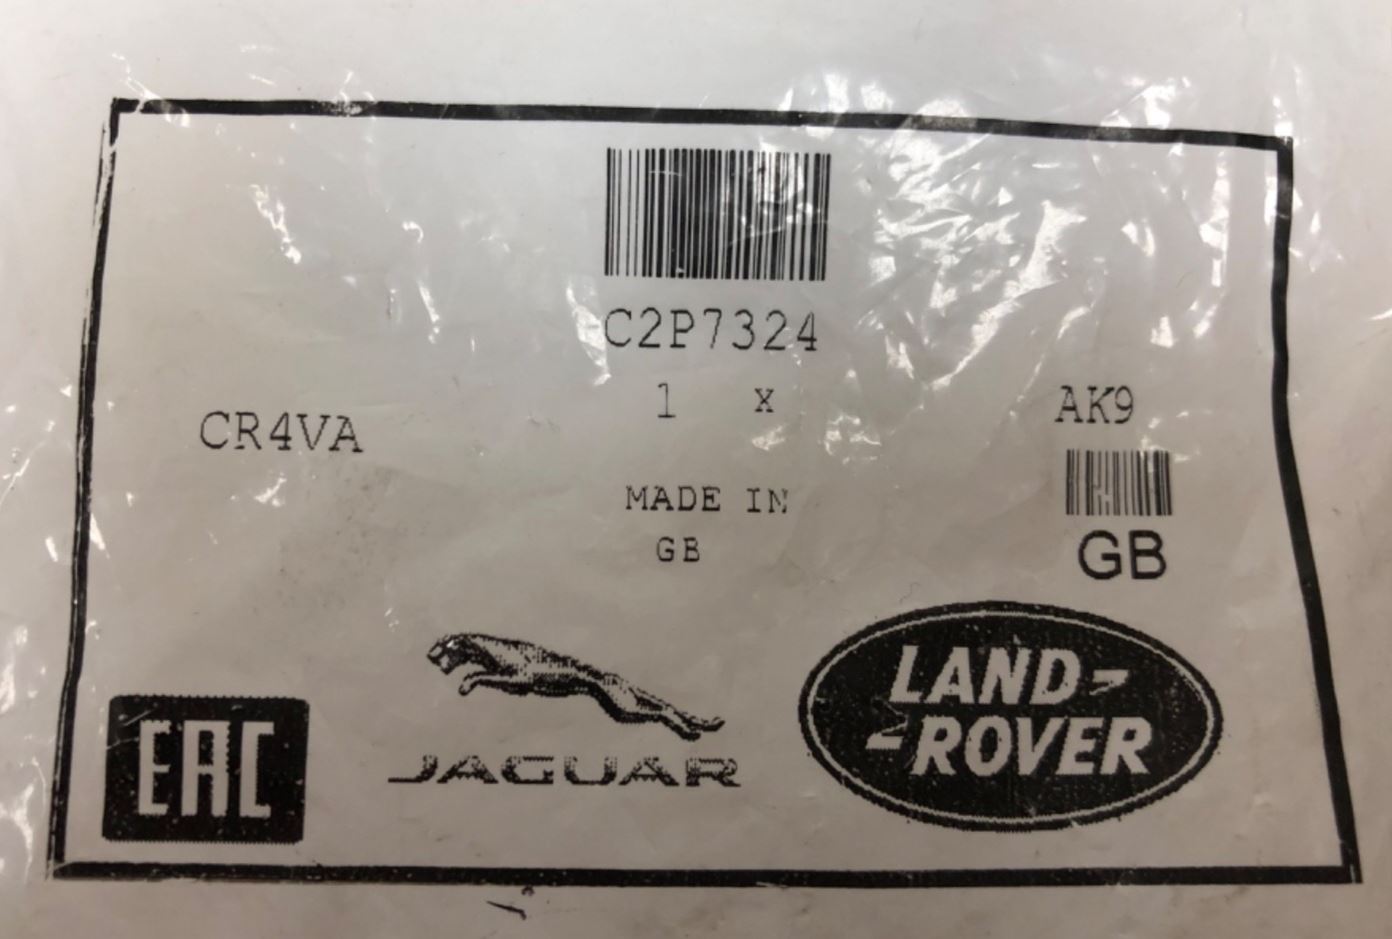 C2P7324
1 x
CR4VA
AK9
MADE IN
GB
GB
EAC
JAGUAR
LAND-
-ROVER